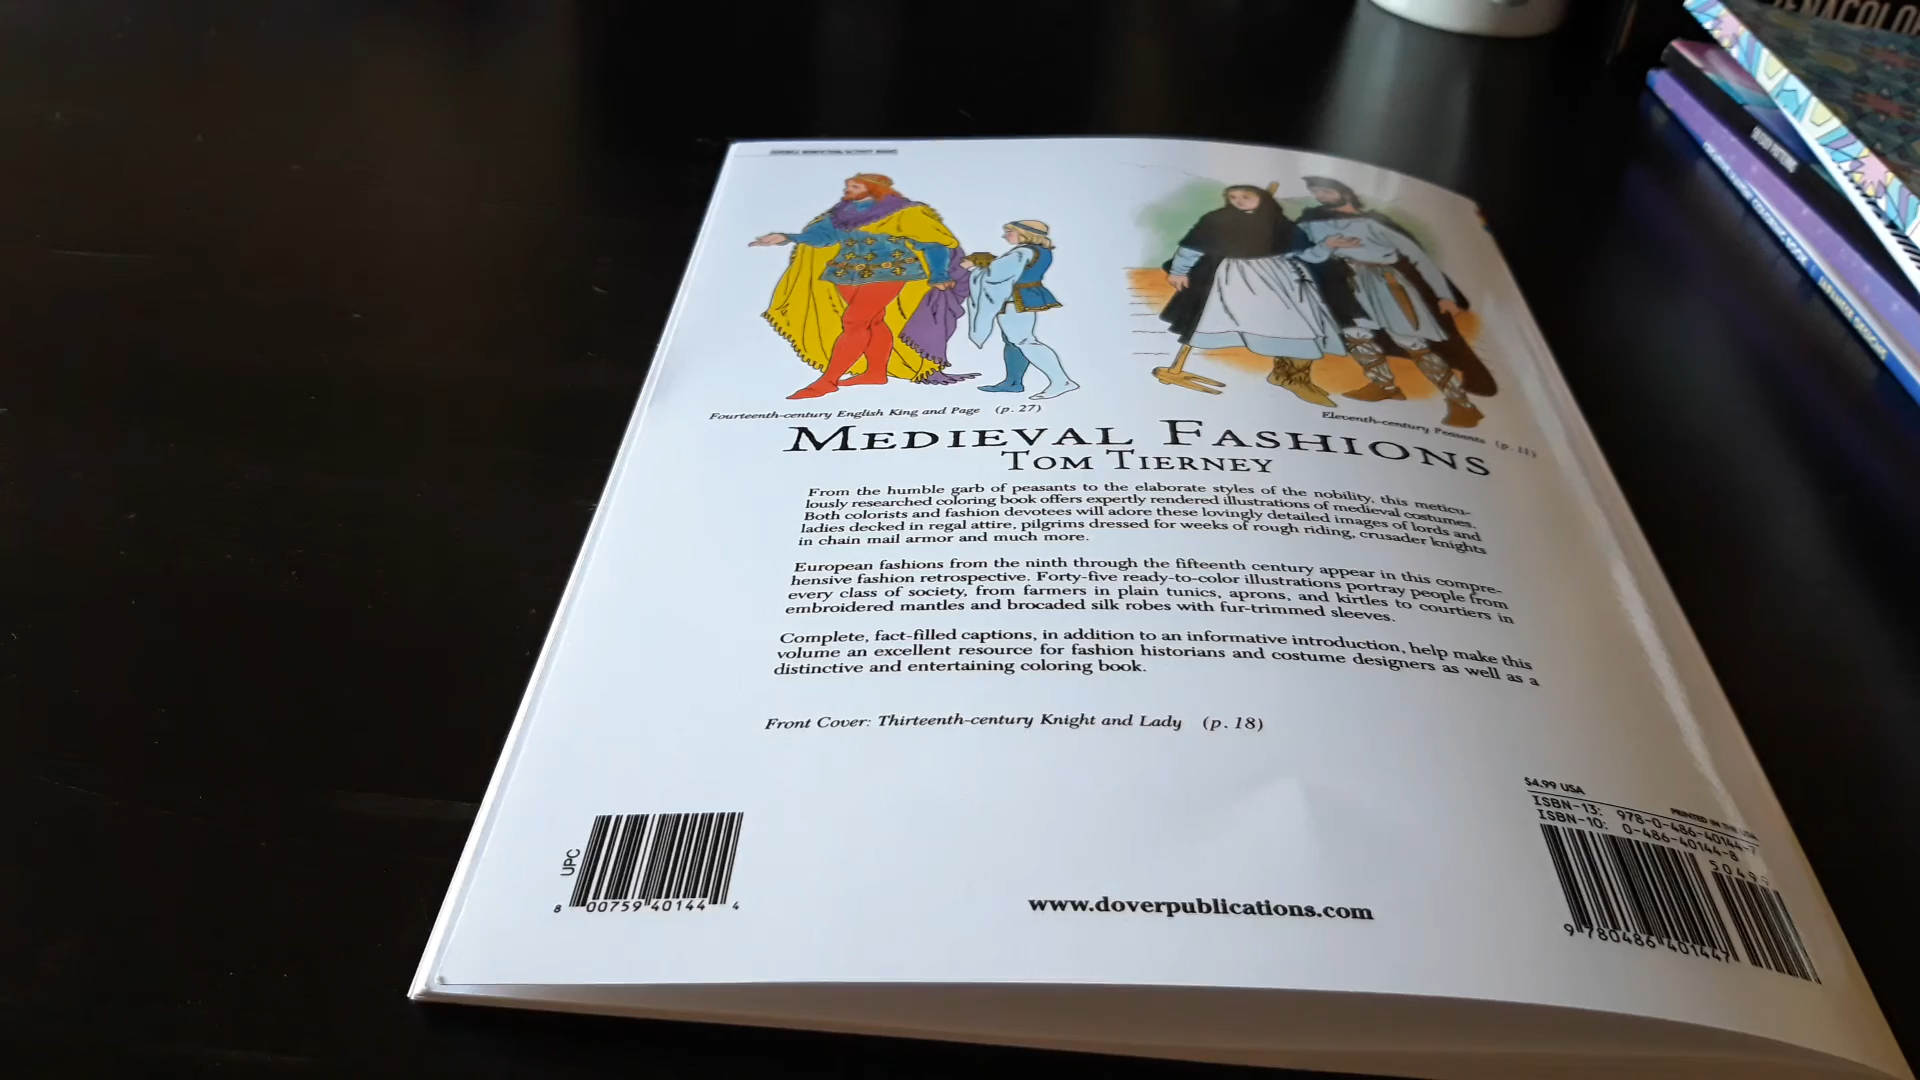 JUVENILE NONFICTION/ACTIVITY BOOKS
Fourteenth-century English King and Page (p. 27)
Eleventh-century Peasants (p. 11)
MEDIEVAL FASHIONS
TOM TIERNEY
From the humble garb of peasants to the elaborate styles of the nobility, this meticu-
lously researched coloring book offers expertly rendered illustrations of medieval costumes.
Both colorists and fashion devotees will adore these lovingly detailed images of lords and
ladies decked in regal attire, pilgrims dressed for weeks of rough riding, crusader knights
in chain mail armor and much more.
European fashions from the ninth through the fifteenth century appear in this compre-
hensive fashion retrospective. Forty-five ready-to-color illustrations portray people from
every class of society, from farmers in plain tunics, aprons, and kirtles to courtiers in
embroidered mantles and brocaded silk robes with fur-trimmed sleeves.
Complete, fact-filled captions, in addition to an informative introduction, help make this
volume an excellent resource for fashion historians and costume designers as well as a
distinctive and entertaining coloring book.
Front Cover: Thirteenth-century Knight and Lady (p. 18)
$4.99 USA
PRINTED IN THE USA
ISBN-13: 978-0-486-40144-7
ISBN-10: 0-486-40144-8
50499
9 780486 401447
UPC
8 00759 40144 4
www.doverpublications.com